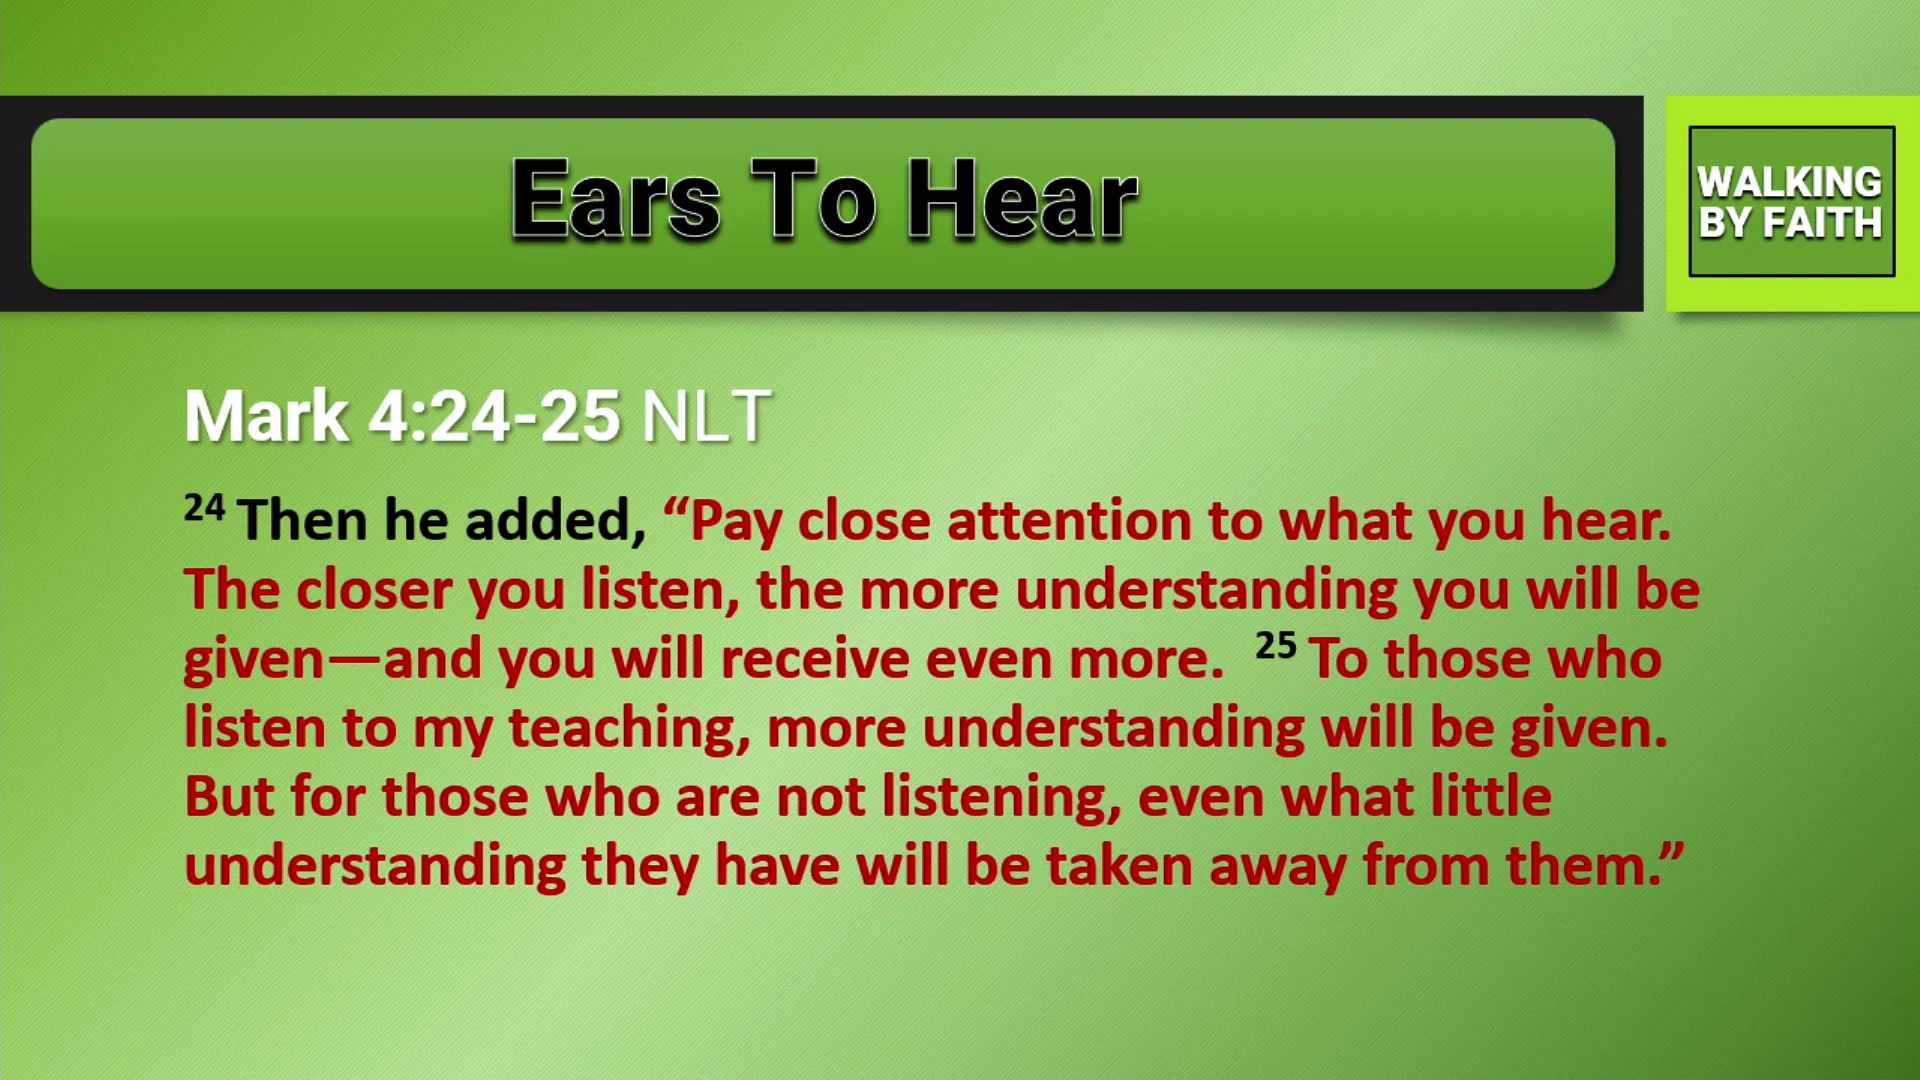 Ears To Hear
WALKING
BY FAITH
Mark 4:24-25 NLT
24 Then he added, “Pay close attention to what you hear.
The closer you listen, the more understanding you will be
given—and you will receive even more. 25 To those who
listen to my teaching, more understanding will be given.
But for those who are not listening, even what little
understanding they have will be taken away from them.”